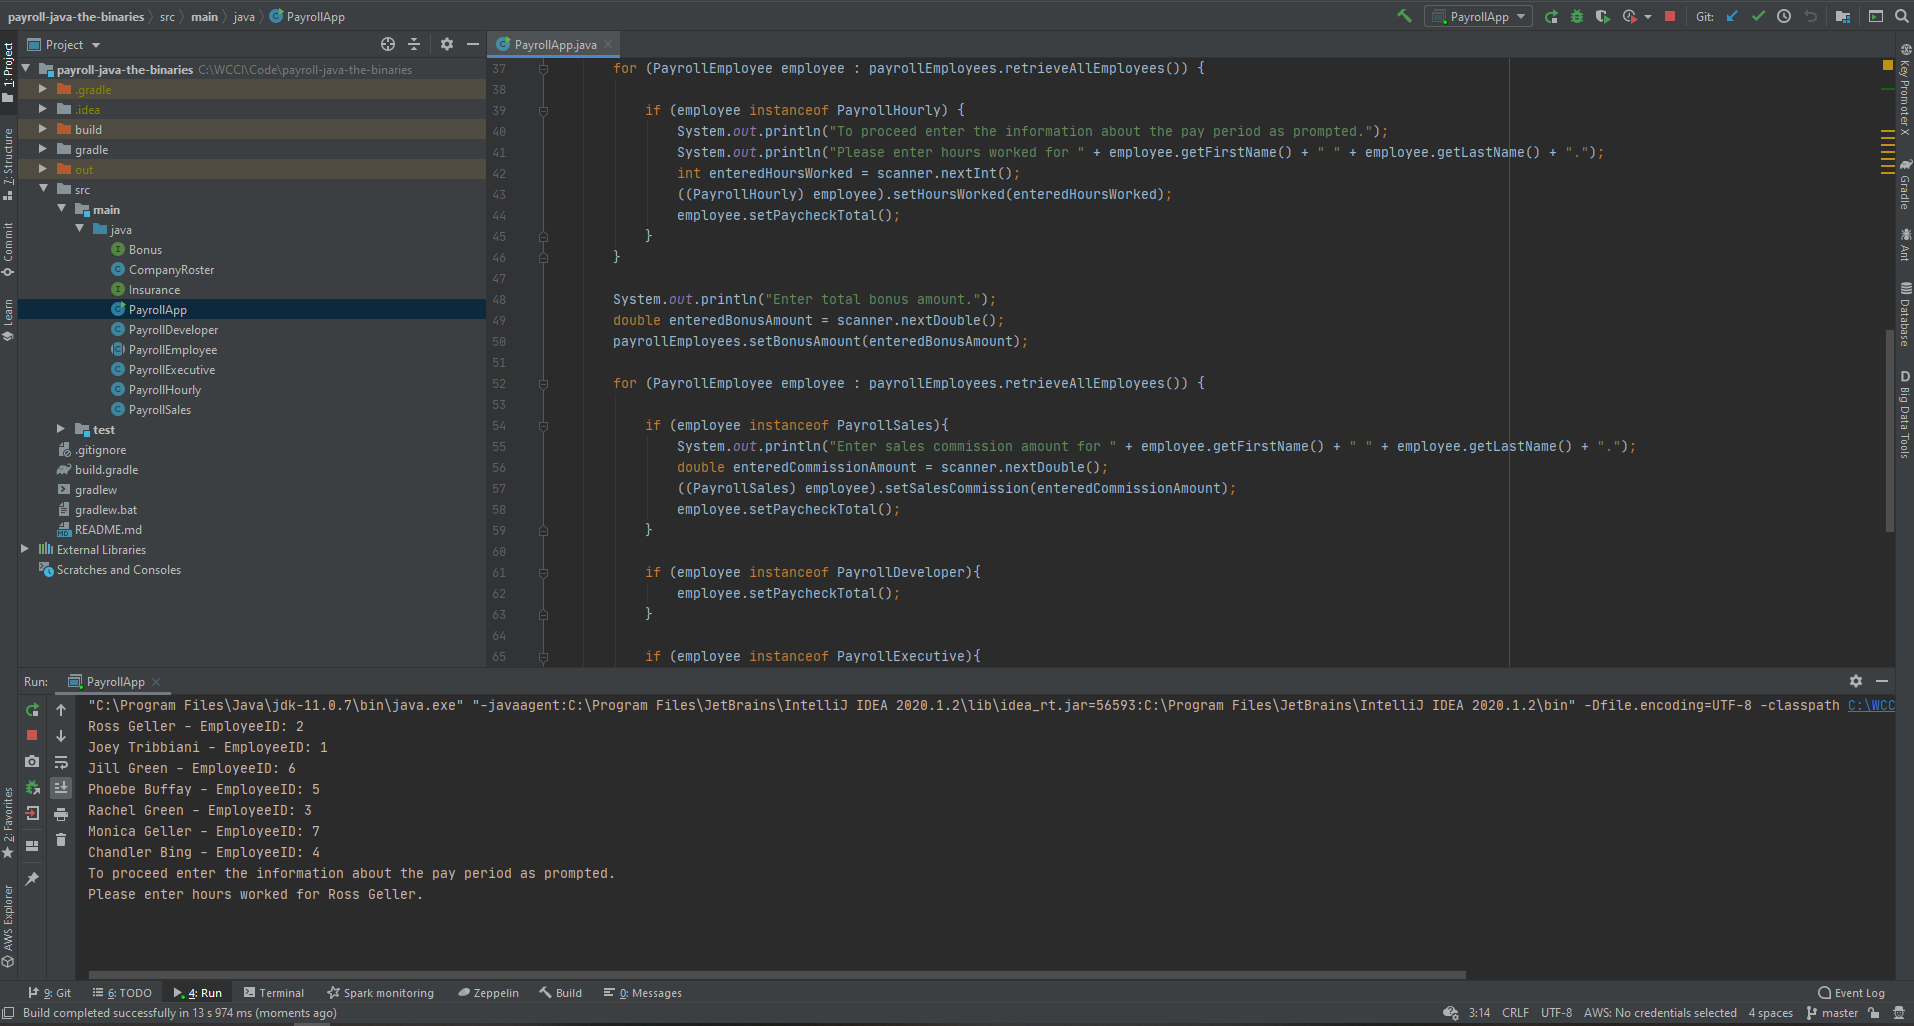 payroll-java-the-binaries src main java PayrollApp
PayrollApp Git:
1: Project
7: Structure
Commit
Learn
2: Favorites
AWS Explorer
Project
payroll-java-the-binaries C:\WCCI\Code\payroll-java-the-binaries
.gradle
.idea
build
gradle
out
src
main
java
Bonus
CompanyRoster
Insurance
PayrollApp
PayrollDeveloper
PayrollEmployee
PayrollExecutive
PayrollHourly
PayrollSales
test
.gitignore
build.gradle
gradlew
gradlew.bat
README.md
External Libraries
Scratches and Consoles
PayrollApp.java
37 for (PayrollEmployee employee : payrollEmployees.retrieveAllEmployees()) {
38
39 if (employee instanceof PayrollHourly) {
40 System.out.println("To proceed enter the information about the pay period as prompted.");
41 System.out.println("Please enter hours worked for " + employee.getFirstName() + " " + employee.getLastName() + ".");
42 int enteredHoursWorked = scanner.nextInt();
43 ((PayrollHourly) employee).setHoursWorked(enteredHoursWorked);
44 employee.setPaycheckTotal();
45 }
46 }
47
48 System.out.println("Enter total bonus amount.");
49 double enteredBonusAmount = scanner.nextDouble();
50 payrollEmployees.setBonusAmount(enteredBonusAmount);
51
52 for (PayrollEmployee employee : payrollEmployees.retrieveAllEmployees()) {
53
54 if (employee instanceof PayrollSales){
55 System.out.println("Enter sales commission amount for " + employee.getFirstName() + " " + employee.getLastName() + ".");
56 double enteredCommissionAmount = scanner.nextDouble();
57 ((PayrollSales) employee).setSalesCommission(enteredCommissionAmount);
58 employee.setPaycheckTotal();
59 }
60
61 if (employee instanceof PayrollDeveloper){
62 employee.setPaycheckTotal();
63 }
64
65 if (employee instanceof PayrollExecutive){
Key Promoter X
Gradle
Ant
Database
D Big Data Tools
Run: PayrollApp
"C:\Program Files\Java\jdk-11.0.7\bin\java.exe" "-javaagent:C:\Program Files\JetBrains\IntelliJ IDEA 2020.1.2\lib\idea_rt.jar=56593:C:\Program Files\JetBrains\IntelliJ IDEA 2020.1.2\bin" -Dfile.encoding=UTF-8 -classpath C:\WCC
Ross Geller - EmployeeID: 2
Joey Tribbiani - EmployeeID: 1
Jill Green - EmployeeID: 6
Phoebe Buffay - EmployeeID: 5
Rachel Green - EmployeeID: 3
Monica Geller - EmployeeID: 7
Chandler Bing - EmployeeID: 4
To proceed enter the information about the pay period as prompted.
Please enter hours worked for Ross Geller.
9: Git 6: TODO 4: Run Terminal Spark monitoring Zeppelin Build 0: Messages Event Log
Build completed successfully in 13 s 974 ms (moments ago) 3:14 CRLF UTF-8 AWS: No credentials selected 4 spaces master